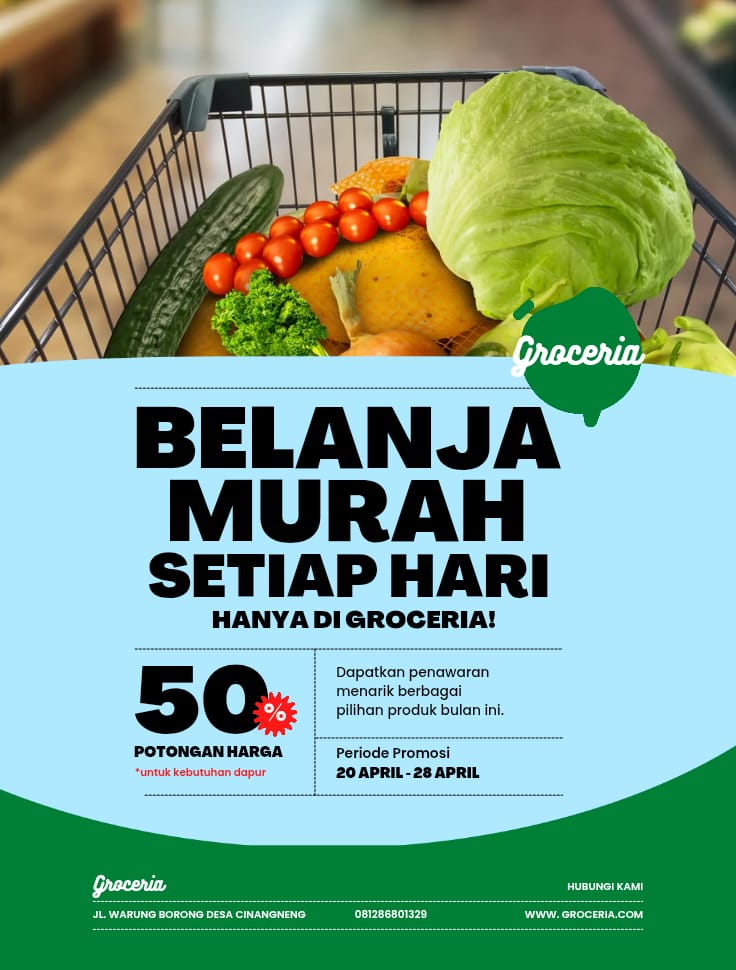 Groceria
BELANJA
MURAH
SETIAP HARI
HANYA DI GROCERIA!
50%
POTONGAN HARGA
*untuk kebutuhan dapur
Dapatkan penawaran
menarik berbagai
pilihan produk bulan ini.
Periode Promosi
20 APRIL - 28 APRIL
Groceria
HUBUNGI KAMI
JL. WARUNG BORONG DESA CINANGNENG 081286801329 WWW. GROCERIA.COM